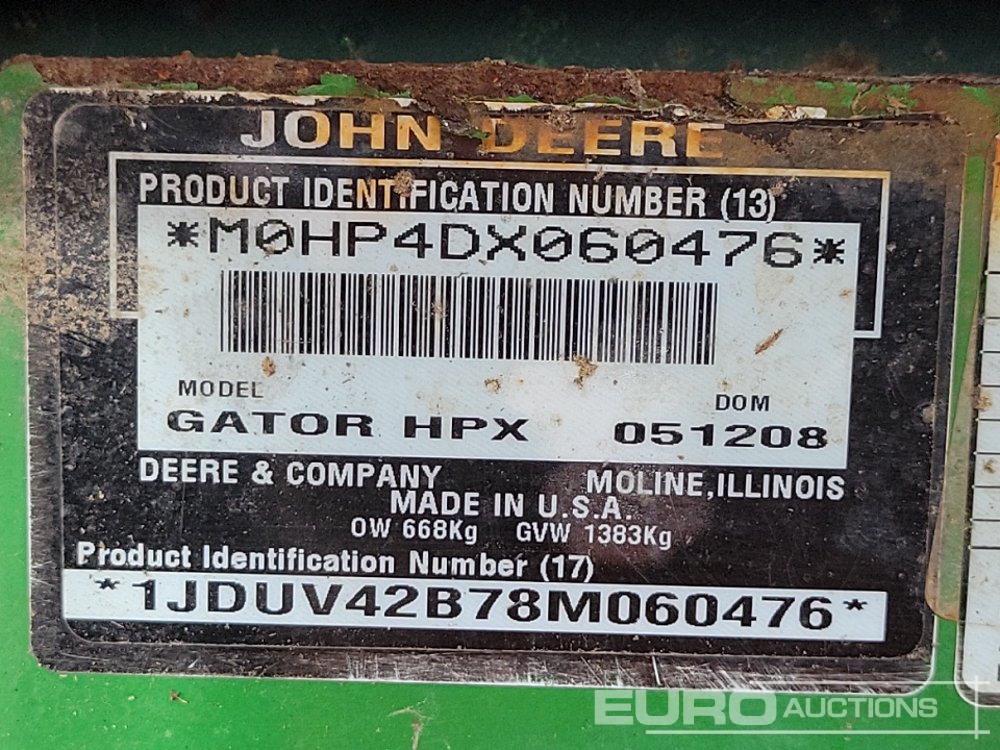 JOHN DEERE
PRODUCT IDENTIFICATION NUMBER (13)
*M0HP4DX060476*
MODEL
DOM
GATOR HPX 051208
DEERE & COMPANY MOLINE, ILLINOIS
MADE IN U.S.A.
OW 668Kg GVW 1383Kg
Product Identification Number (17)
*1JDUV42B78M060476*
EURO AUCTIONS